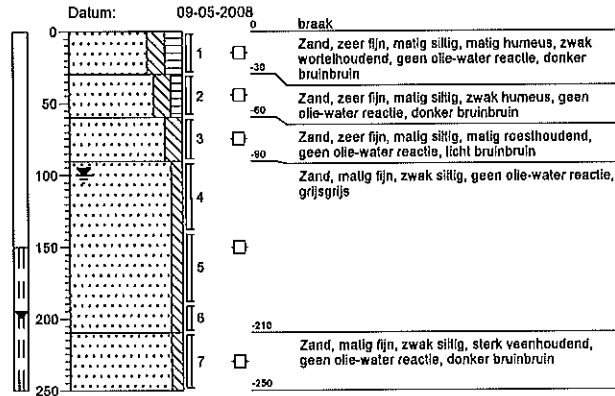 Datum: 09-05-2008
0 braak
0 1 Zand, zeer fijn, matig siltig, matig humeus, zwak
wortelhoudend, geen olie-water reactie, donker
-30 bruinbruin
50 2 Zand, zeer fijn, matig siltig, zwak humeus, geen
-60 olie-water reactie, donker bruinbruin
3 Zand, zeer fijn, matig siltig, matig roesthoudend,
-90 geen olie-water reactie, licht bruinbruin
100 4 Zand, matig fijn, zwak siltig, geen olie-water reactie,
grijsgrijs
150
5
200 6
-210
7 Zand, matig fijn, zwak siltig, sterk veenhoudend,
geen olie-water reactie, donker bruinbruin
250 -250